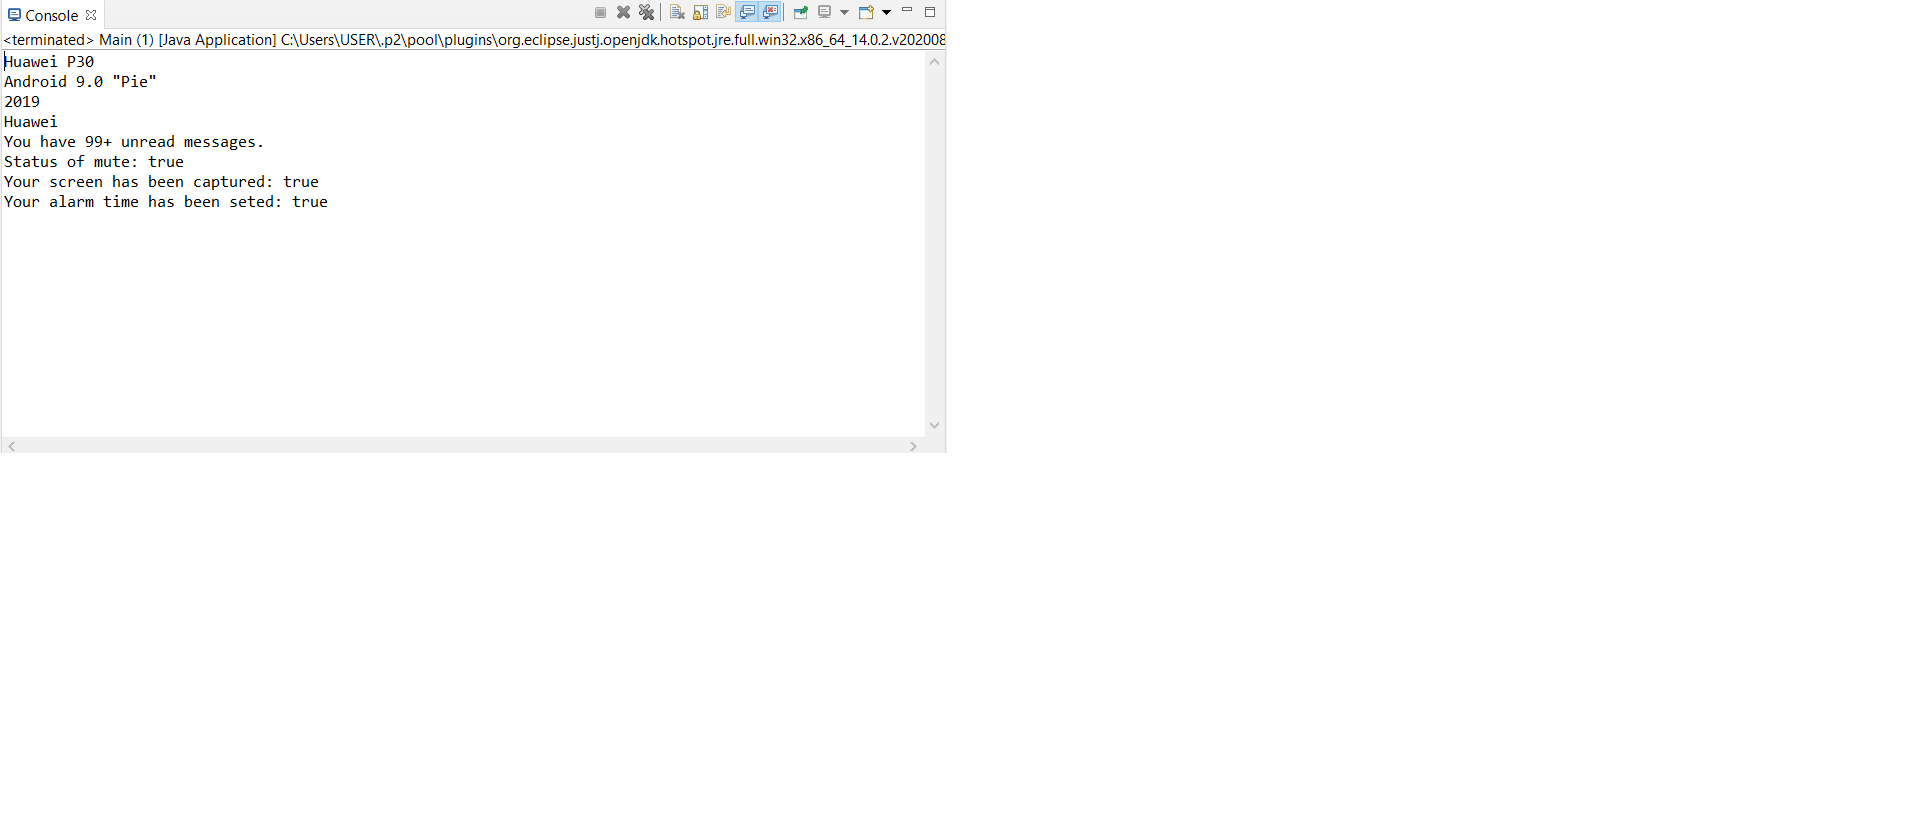 Console
<terminated> Main (1) [Java Application] C:\Users\USER\.p2\pool\plugins\org.eclipse.justj.openjdk.hotspot.jre.full.win32.x86_64_14.0.2.v202008
Huawei P30
Android 9.0 "Pie"
2019
Huawei
You have 99+ unread messages.
Status of mute: true
Your screen has been captured: true
Your alarm time has been seted: true